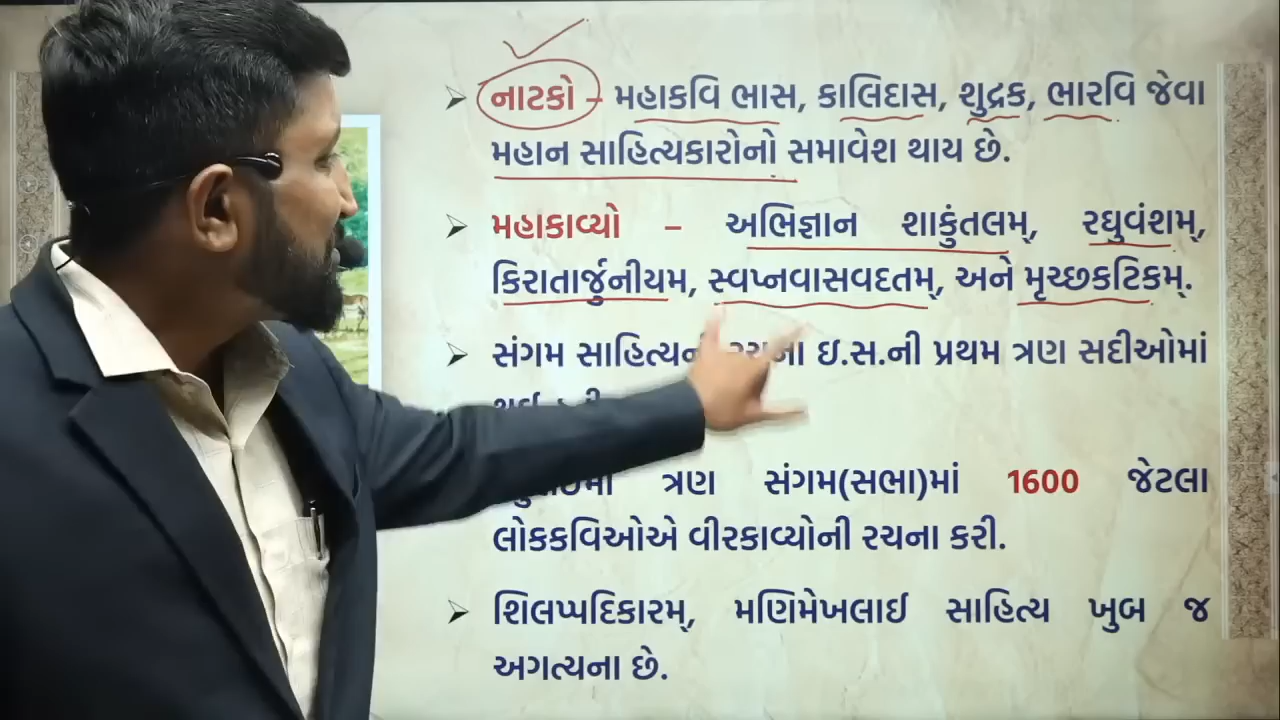 નાટકો – મહાકવિ ભાસ, કાલિદાસ, શુદ્રક, ભારવિ જેવા
મહાન સાહિત્યકારોનો સમાવેશ થાય છે.
મહાકાવ્યો – અભિજ્ઞાન શાકુંતલમ્, રઘુવંશમ્,
કિરાતાર્જુનીયમ, સ્વપ્નવાસવદતમ્, અને મૃચ્છકટિકમ્.
સંગમ ઇ.સ.ની પ્રથમ ત્રણ સદીઓમાં
ત્રણ સંગમ(સભા)માં 1600 જેટલા
લોકકવિઓએ વીરકાવ્યોની રચના કરી.
શિલપ્પદિકારમ્, મણિમેખલાઈ સાહિત્ય ખુબ જ
અગત્યના છે.